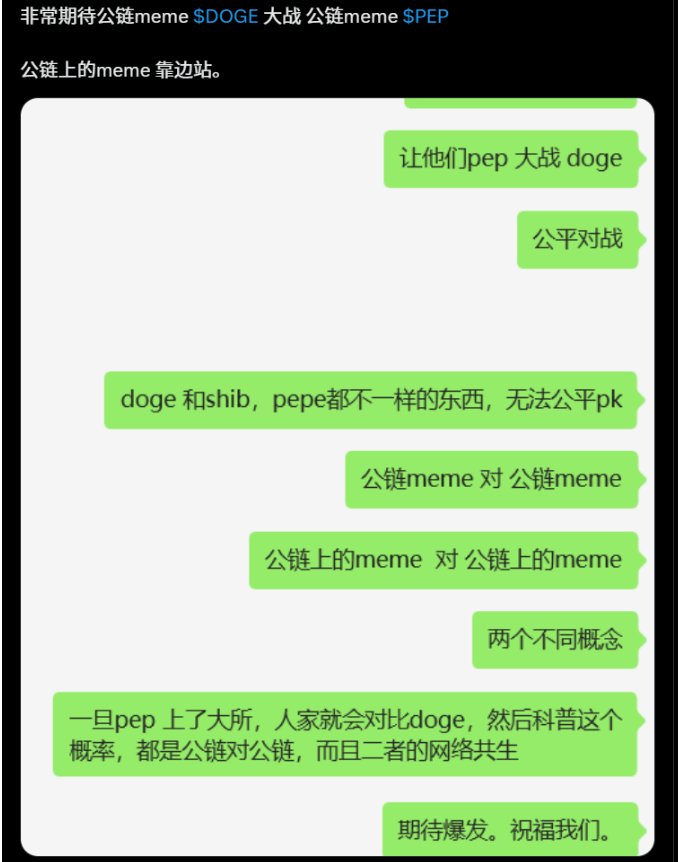 非常期待公链meme $DOGE 大战 公链meme $PEP
公链上的meme 靠边站。
让他们pep 大战 doge
公平对战
doge 和shib，pepe都不一样的东西，无法公平pk
公链meme 对 公链meme
公链上的meme 对 公链上的meme
两个不同概念
一旦pep 上了大所，人家就会对比doge，然后科普这个
概率，都是公链对公链，而且二者的网络共生
期待爆发。祝福我们。